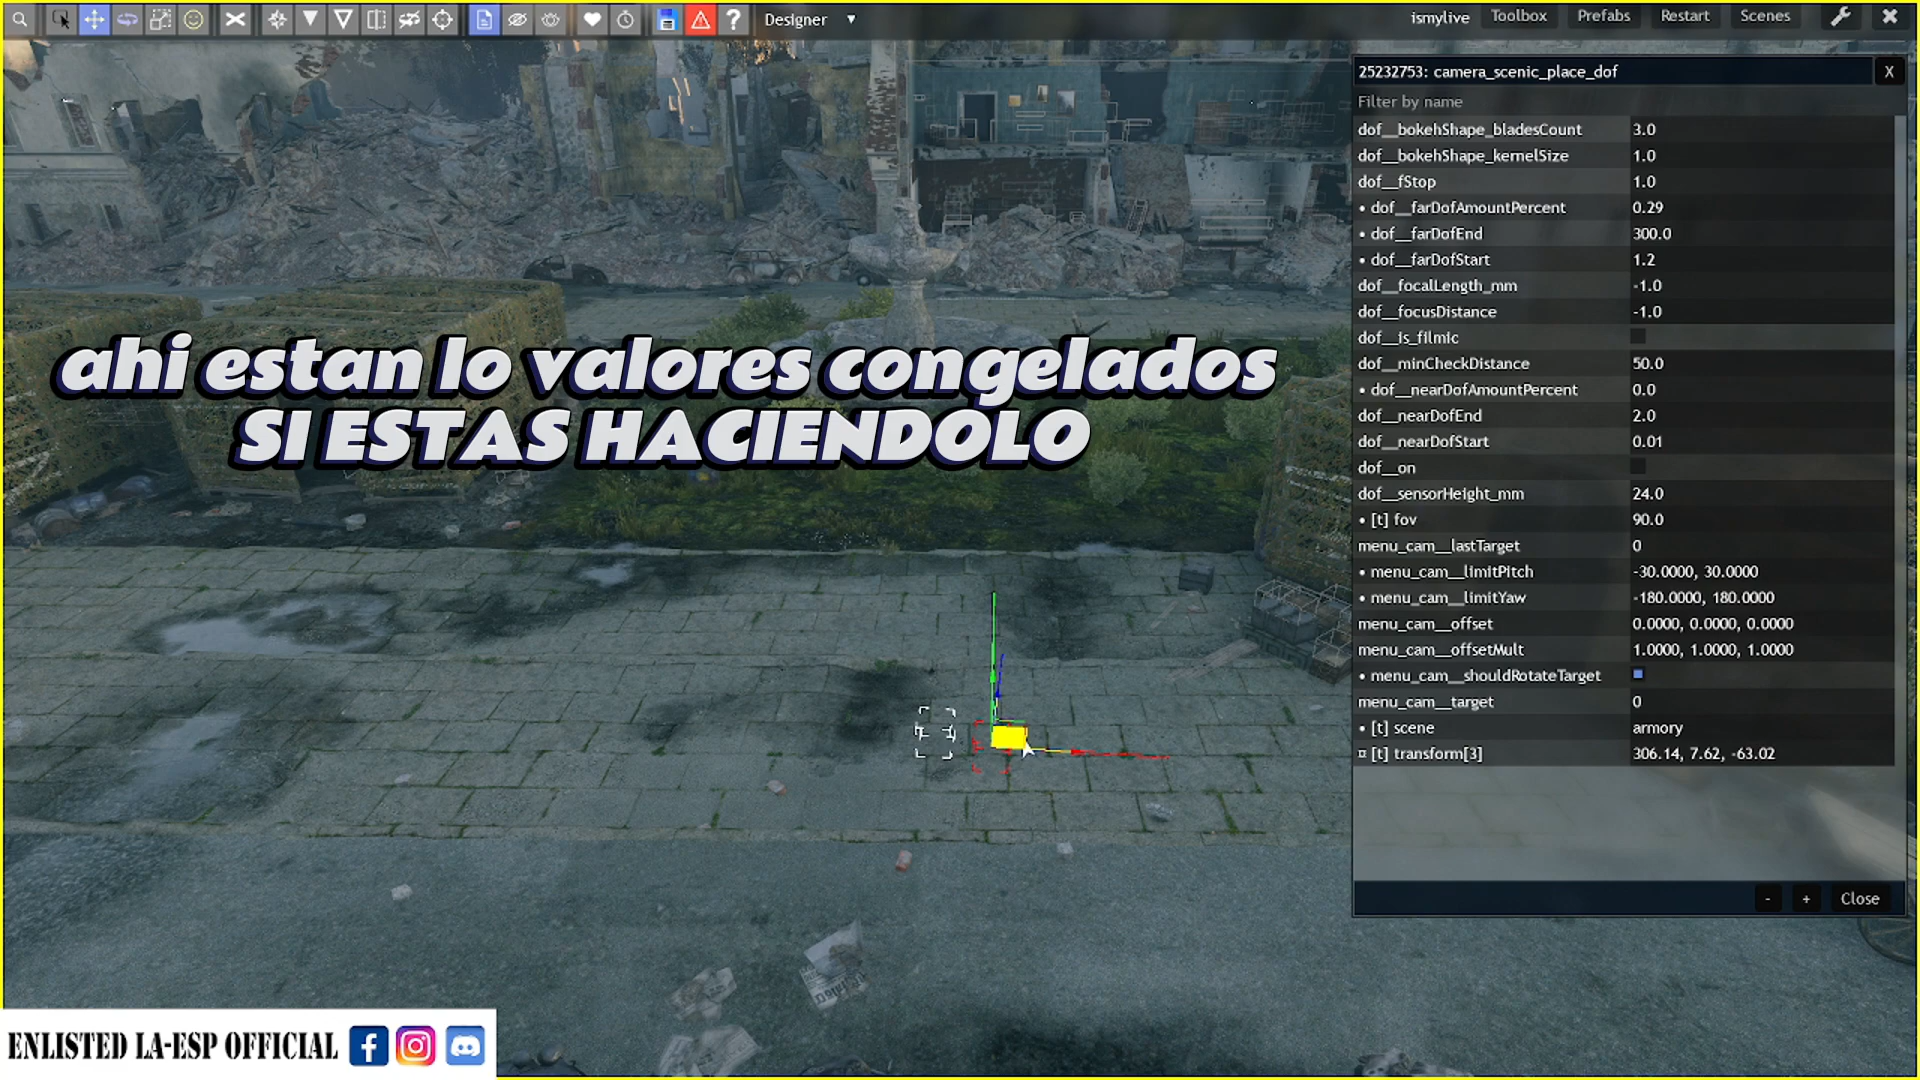 Designer
ismylive
Toolbox
Prefabs
Restart
Scenes
25232753: camera_scenic_place_dof
X
Filter by name
dof__bokehShape_bladesCount 3.0
dof__bokehShape_kernelSize 1.0
dof__fStop 1.0
• dof__farDofAmountPercent 0.29
• dof__farDofEnd 300.0
• dof__farDofStart 1.2
dof__focalLength_mm -1.0
dof__focusDistance -1.0
dof__is_filmic
dof__minCheckDistance 50.0
• dof__nearDofAmountPercent 0.0
dof__nearDofEnd 2.0
dof__nearDofStart 0.01
dof__on
dof__sensorHeight_mm 24.0
• [t] fov 90.0
menu_cam__lastTarget 0
• menu_cam__limitPitch -30.0000, 30.0000
• menu_cam__limitYaw -180.0000, 180.0000
menu_cam__offset 0.0000, 0.0000, 0.0000
menu_cam__offsetMult 1.0000, 1.0000, 1.0000
• menu_cam__shouldRotateTarget
menu_cam__target 0
• [t] scene armory
¤ [t] transform[3] 306.14, 7.62, -63.02
- + Close
ahi estan lo valores congelados
SI ESTAS HACIENDOLO
ENLISTED LA-ESP OFFICIAL